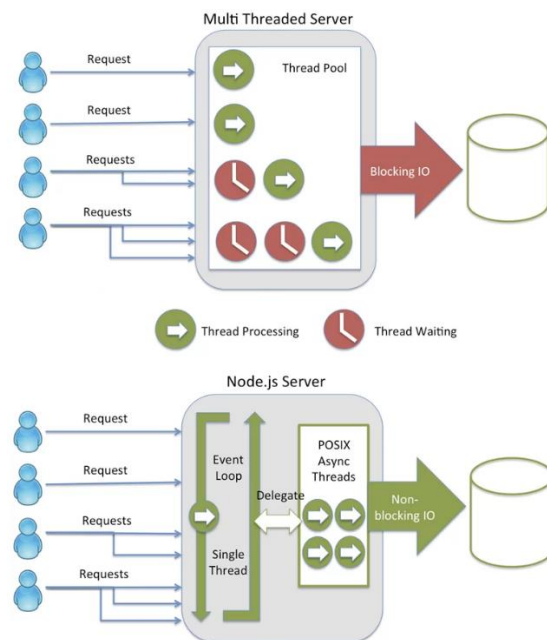 Multi Threaded Server
Request
Thread Pool
Request
Requests
Blocking IO
Requests
Thread Processing
Thread Waiting
Node.js Server
Request
POSIX
Async
Threads
Request
Event
Loop
Delegate
Non-
blocking IO
Requests
Single
Thread
Requests